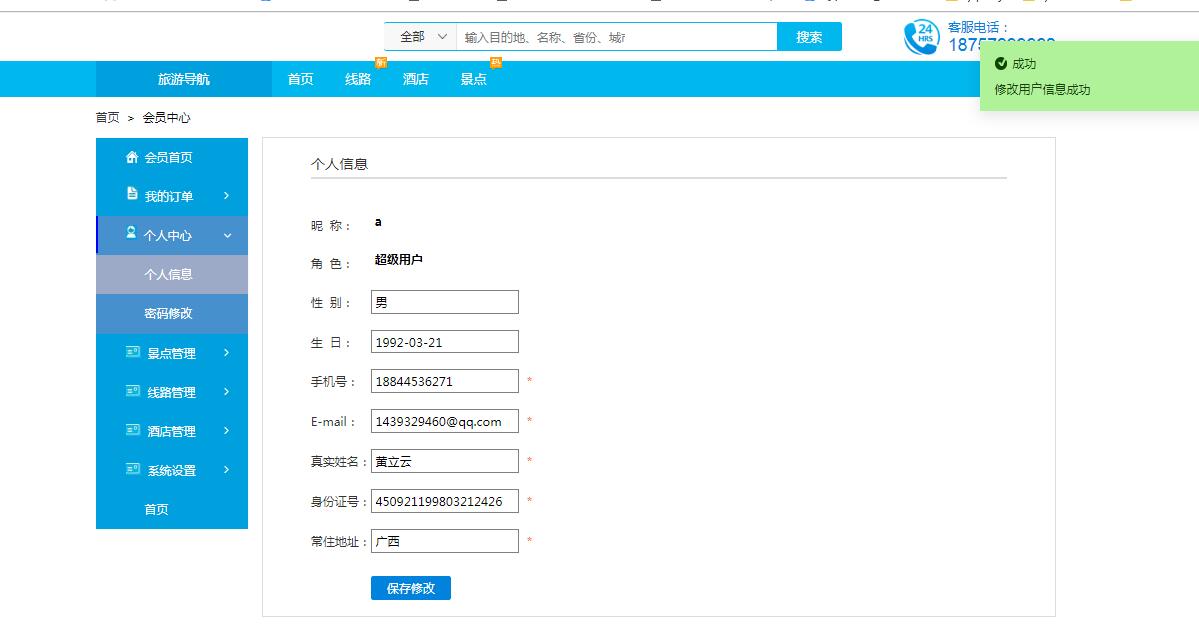 全部
输入目的地、名称、省份、城市
搜索
24
HRS
客服电话：
旅游导航
首页
线路
新
酒店
景点
热
成功
修改用户信息成功
首页 > 会员中心
会员首页
我的订单
个人中心
个人信息
密码修改
景点管理
线路管理
酒店管理
系统设置
首页
个人信息
昵 称： a
角 色： 超级用户
性 别： 男
生 日： 1992-03-21
手机号： 18844536271 *
E-mail： 1439329460@qq.com *
真实姓名： 黄立云 *
身份证号： 450921199803212426 *
常住地址： 广西 *
保存修改